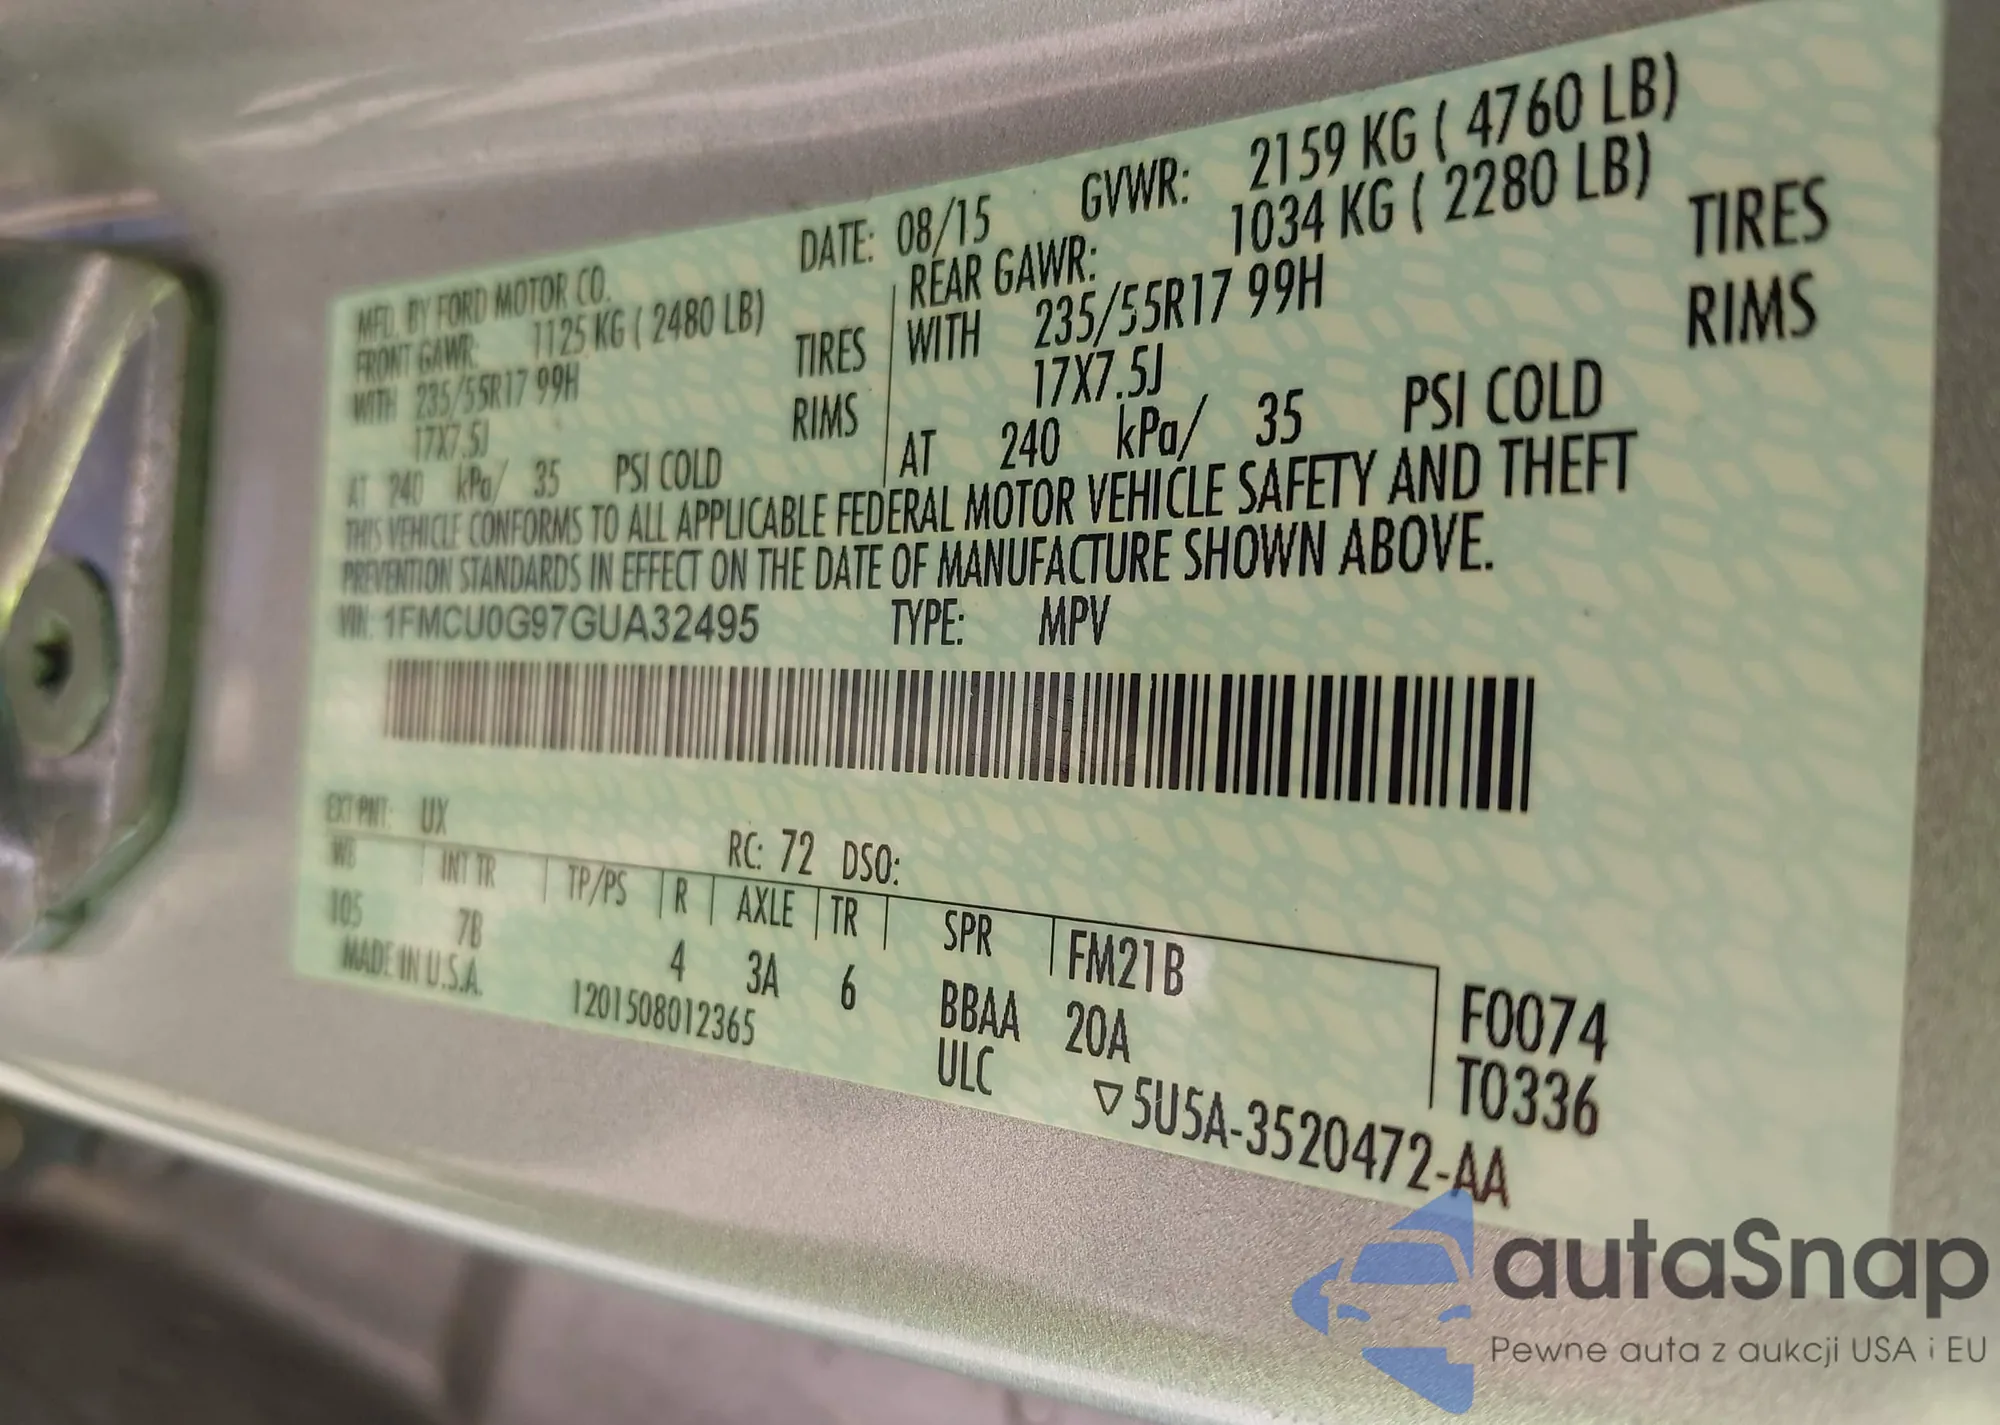 MFD. BY FORD MOTOR CO. DATE: 08/15 GVWR: 2159 KG ( 4760 LB)
FRONT GAWR: 1125 KG ( 2480 LB) REAR GAWR: 1034 KG ( 2280 LB)
WITH 235/55R17 99H TIRES WITH 235/55R17 99H TIRES
17X7.5J RIMS 17X7.5J RIMS
AT 240 kPa/ 35 PSI COLD AT 240 kPa/ 35 PSI COLD
THIS VEHICLE CONFORMS TO ALL APPLICABLE FEDERAL MOTOR VEHICLE SAFETY AND THEFT
PREVENTION STANDARDS IN EFFECT ON THE DATE OF MANUFACTURE SHOWN ABOVE.
VIN: 1FMCU0G97GUA32495 TYPE: MPV
EXT PNT: UX RC: 72 DSO:
WB INT TR TP/PS R AXLE TR SPR FM21B F0074
105 7B 4 3A 6 BBAA 20A T0336
MADE IN U.S.A. 1201508012365 ULC ▽5U5A-3520472-AA
autaSnap
Pewne auta z aukcji USA i EU